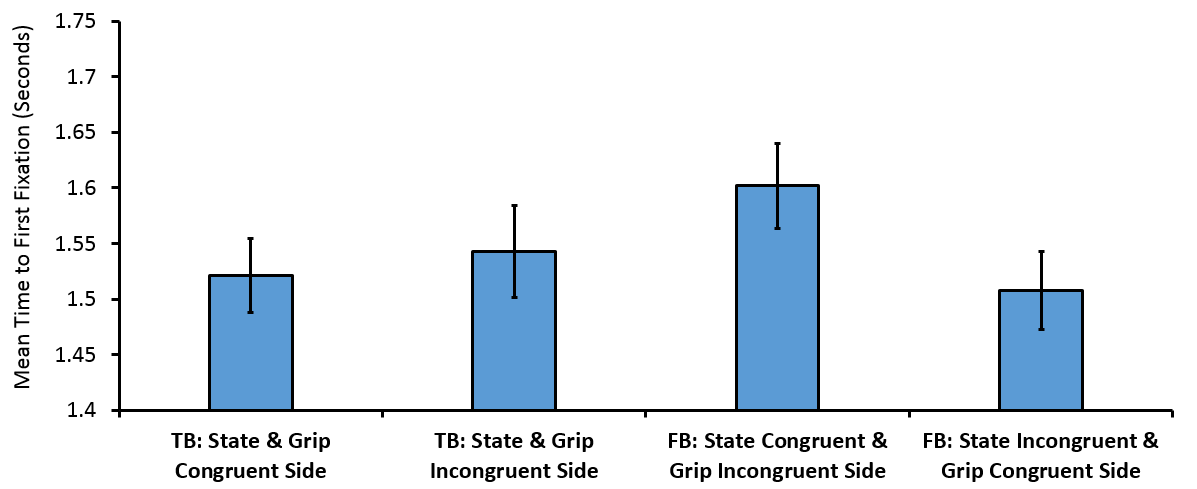 Mean Time to First Fixation (Seconds)
1.75
1.7
1.65
1.6
1.55
1.5
1.45
1.4
TB: State & Grip
Congruent Side
TB: State & Grip
Incongruent Side
FB: State Congruent &
Grip Incongruent Side
FB: State Incongruent &
Grip Congruent Side